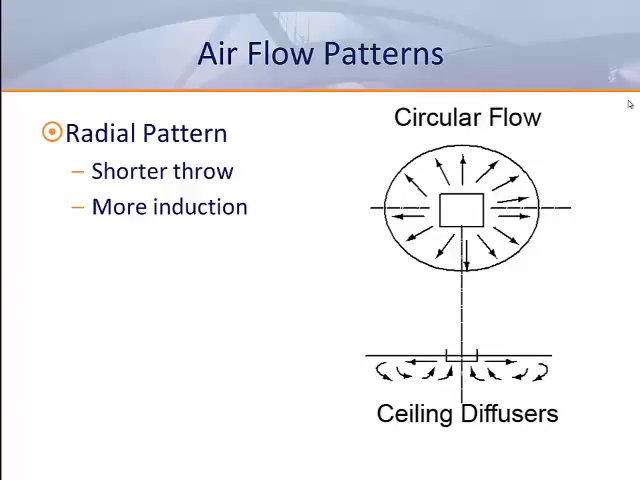 Air Flow Patterns
Radial Pattern
– Shorter throw
– More induction
Circular Flow
Ceiling Diffusers